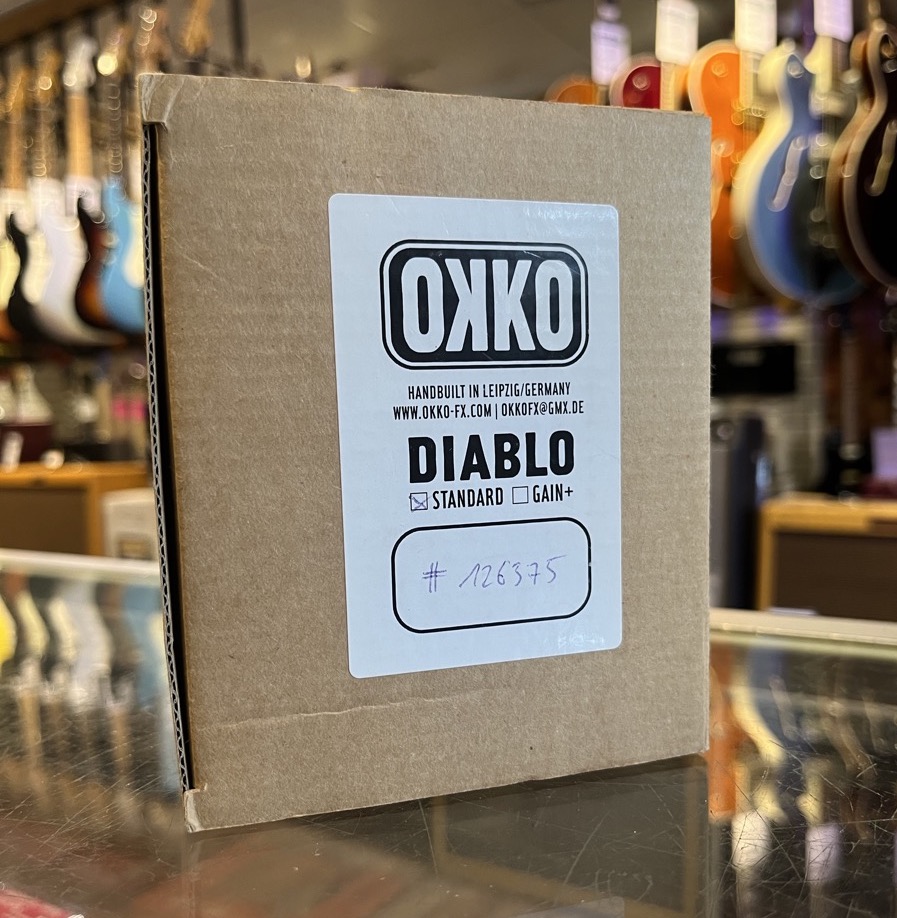 OKKO
HANDBUILT IN LEIPZIG/GERMANY
WWW.OKKO-FX.COM | OKKOFX@GMX.DE
DIABLO
STANDARD GAIN+
# 126375